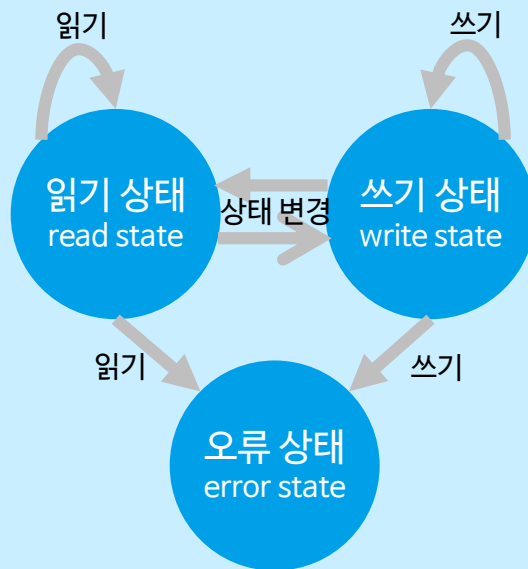 읽기
쓰기
읽기 상태
read state
상태 변경
쓰기 상태
write state
읽기
쓰기
오류 상태
error state